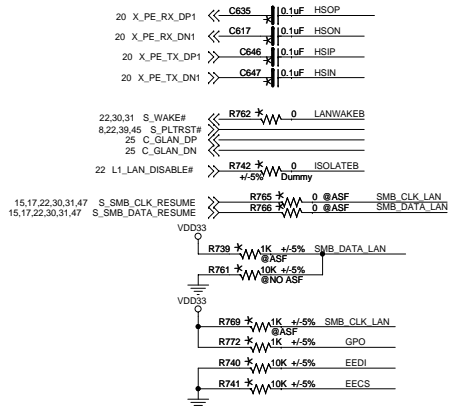 20 X_PE_RX_DP1 C635 0.1uF HSOP
20 X_PE_RX_DN1 C617 0.1uF HSON
20 X_PE_TX_DP1 C646 0.1uF HSIP
20 X_PE_TX_DN1 C647 0.1uF HSIN
22,30,31 S_WAKE# R762 0 LANWAKEB
8,22,39,45 S_PLTRST#
25 C_GLAN_DP
25 C_GLAN_DN
22 L1_LAN_DISABLE# R742 0 ISOLATEB
+/-5% Dummy
15,17,22,30,31,47 S_SMB_CLK_RESUME R765 0 @ASF SMB_CLK_LAN
15,17,22,30,31,47 S_SMB_DATA_RESUME R766 0 @ASF SMB_DATA_LAN
VDD33
R739 1K +/-5% SMB_DATA_LAN
@ASF
R761 10K +/-5%
@NO ASF
VDD33
R769 1K +/-5% SMB_CLK_LAN
@ASF
R772 1K +/-5% GPO
R740 10K +/-5% EEDI
R741 10K +/-5% EECS